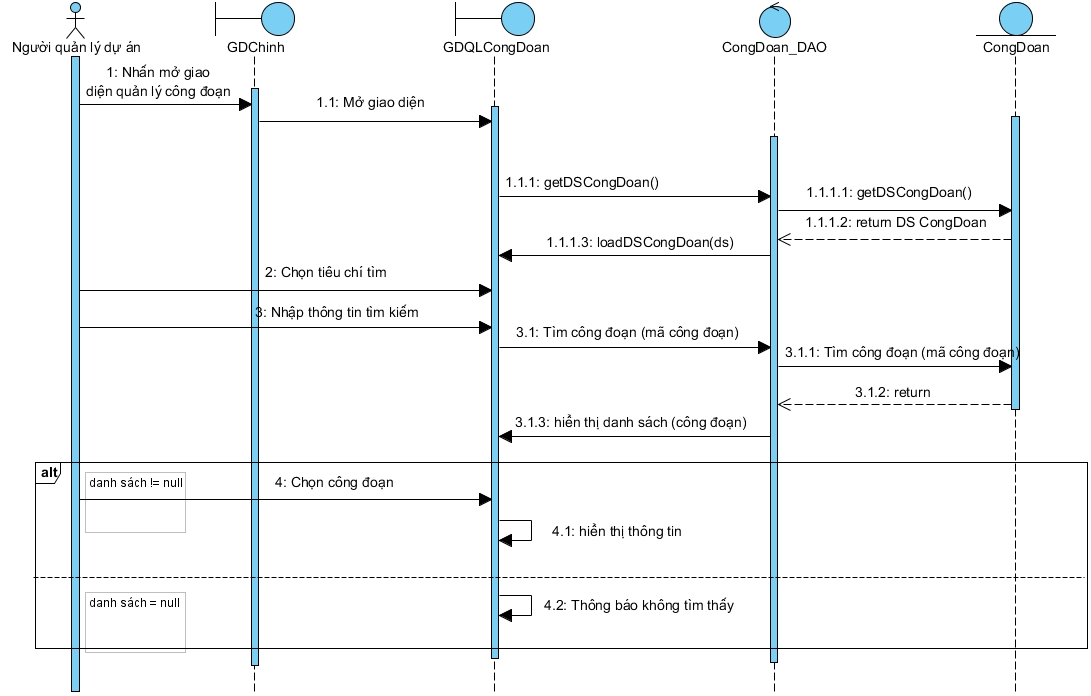 Người quản lý dự án
GDChinh
GDQLCongDoan
CongDoan_DAO
CongDoan
1: Nhấn mở giao
diện quản lý công đoạn
1.1: Mở giao diện
1.1.1: getDSCongDoan()
1.1.1.1: getDSCongDoan()
1.1.1.2: return DS CongDoan
1.1.1.3: loadDSCongDoan(ds)
2: Chọn tiêu chí tìm
3: Nhập thông tin tìm kiếm
3.1: Tìm công đoạn (mã công đoạn)
3.1.1: Tìm công đoạn (mã công đoạn)
3.1.2: return
3.1.3: hiển thị danh sách (công đoạn)
alt
danh sách != null
4: Chọn công đoạn
4.1: hiển thị thông tin
danh sách = null
4.2: Thông báo không tìm thấy